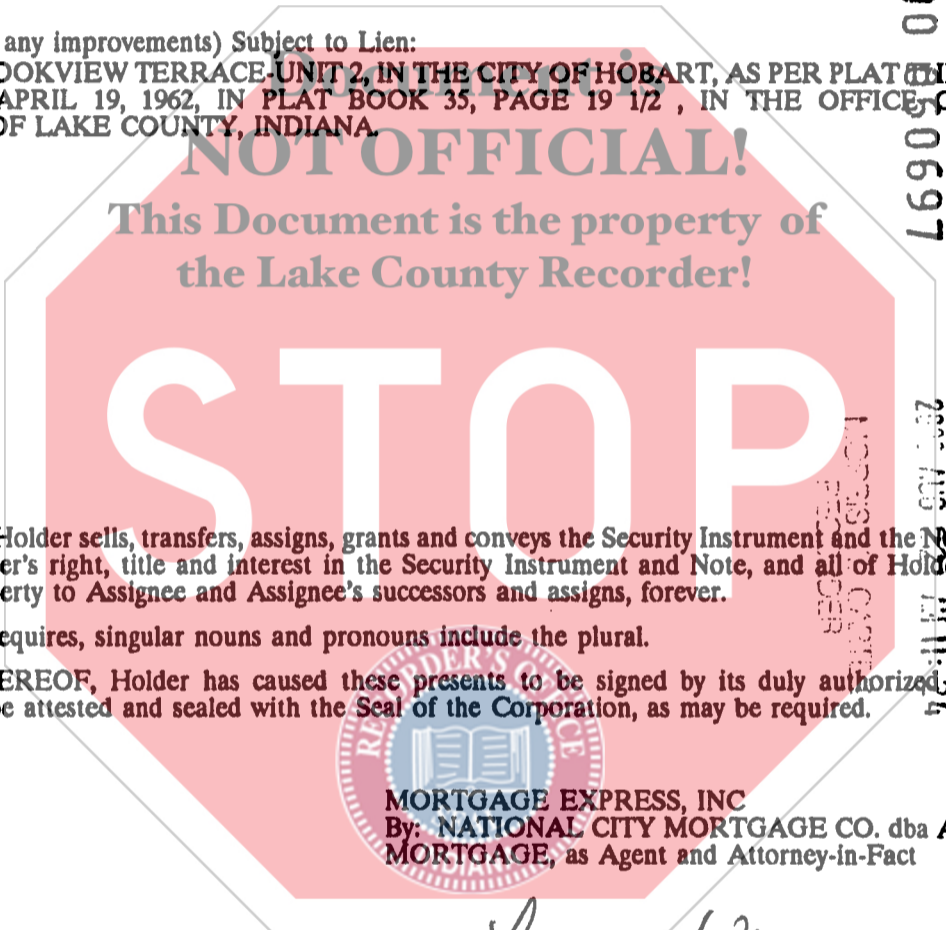 any improvements) Subject to Lien:
OOKVIEW TERRACE-UNIT 2, IN THE CITY OF HOBART, AS PER PLAT
APRIL 19, 1962, IN PLAT BOOK 35, PAGE 19 1/2 , IN THE OFFICE
OF LAKE COUNTY, INDIANA.
Document is
NOT OFFICIAL!
This Document is the property of
the Lake County Recorder!
STOP
Holder sells, transfers, assigns, grants and conveys the Security Instrument and the
er's right, title and interest in the Security Instrument and Note, and all of Hold
erty to Assignee and Assignee's successors and assigns, forever.
equires, singular nouns and pronouns include the plural.
EREOF, Holder has caused these presents to be signed by its duly authorized
e attested and sealed with the Seal of the Corporation, as may be required.
RECORDER'S OFFICE
MORTGAGE EXPRESS, INC
By: NATIONAL CITY MORTGAGE CO. dba A
MORTGAGE, as Agent and Attorney-in-Fact